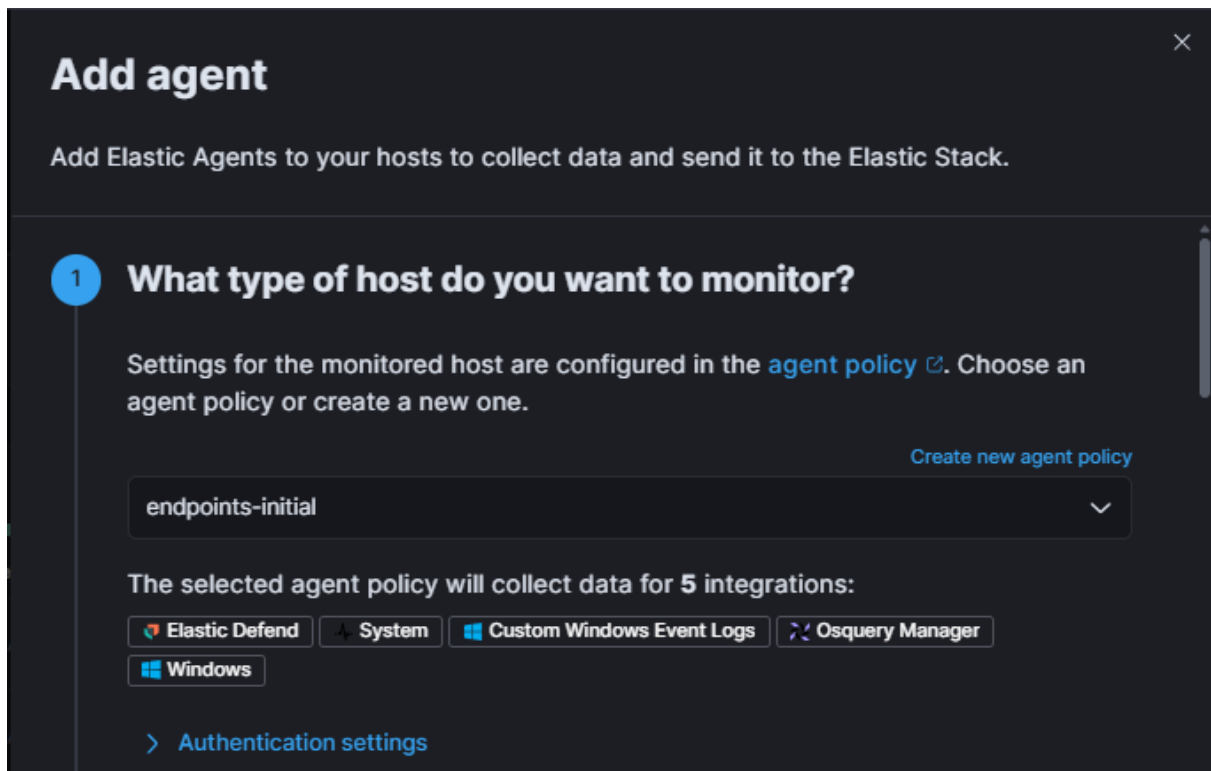 Add agent
Add Elastic Agents to your hosts to collect data and send it to the Elastic Stack.
1
What type of host do you want to monitor?
Settings for the monitored host are configured in the agent policy. Choose an
agent policy or create a new one.
Create new agent policy
endpoints-initial
The selected agent policy will collect data for 5 integrations:
Elastic Defend System Custom Windows Event Logs Osquery Manager
Windows
Authentication settings